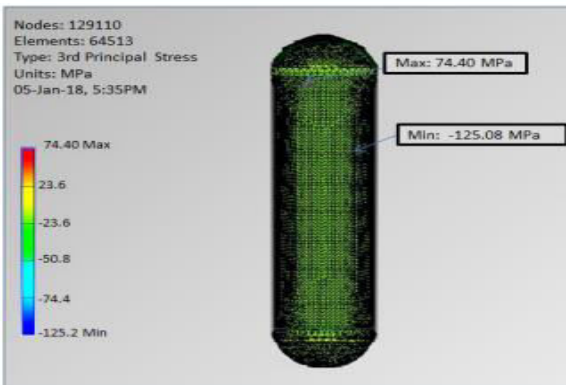 Nodes: 129110
Elements: 64513
Type: 3rd Principal Stress
Units: MPa
05-Jan-18, 5:35PM
Max: 74.40 MPa
Min: -125.08 MPa
74.40 Max
23.6
-23.6
-50.8
-74.4
-125.2 Min